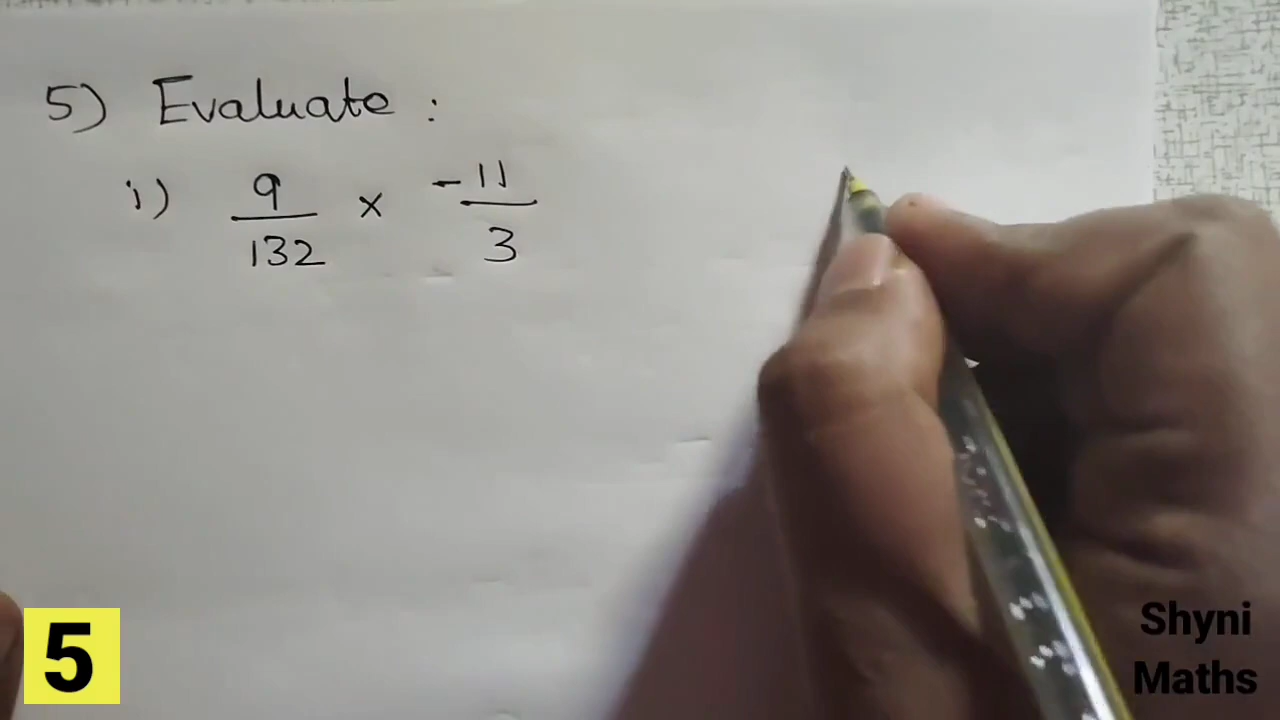 5) Evaluate :
i) 9/132 × -11/3
5
Shyni
Maths